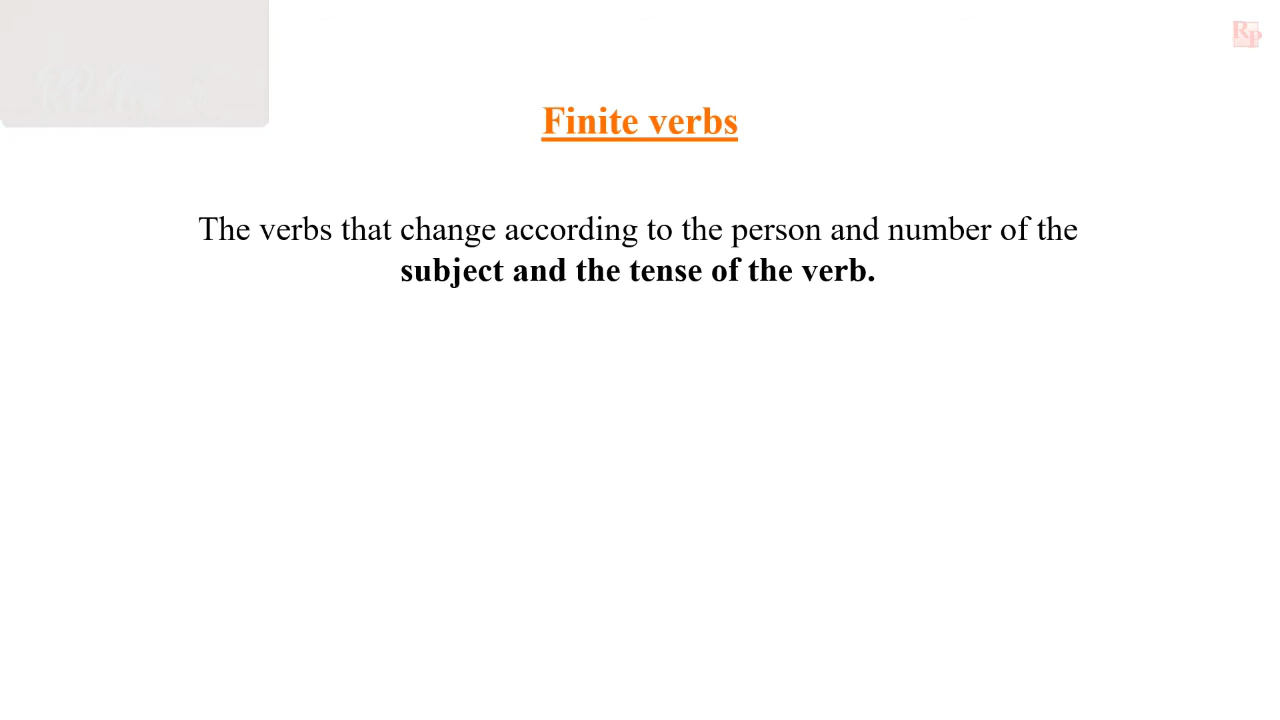 RP
Finite verbs
The verbs that change according to the person and number of the
subject and the tense of the verb.